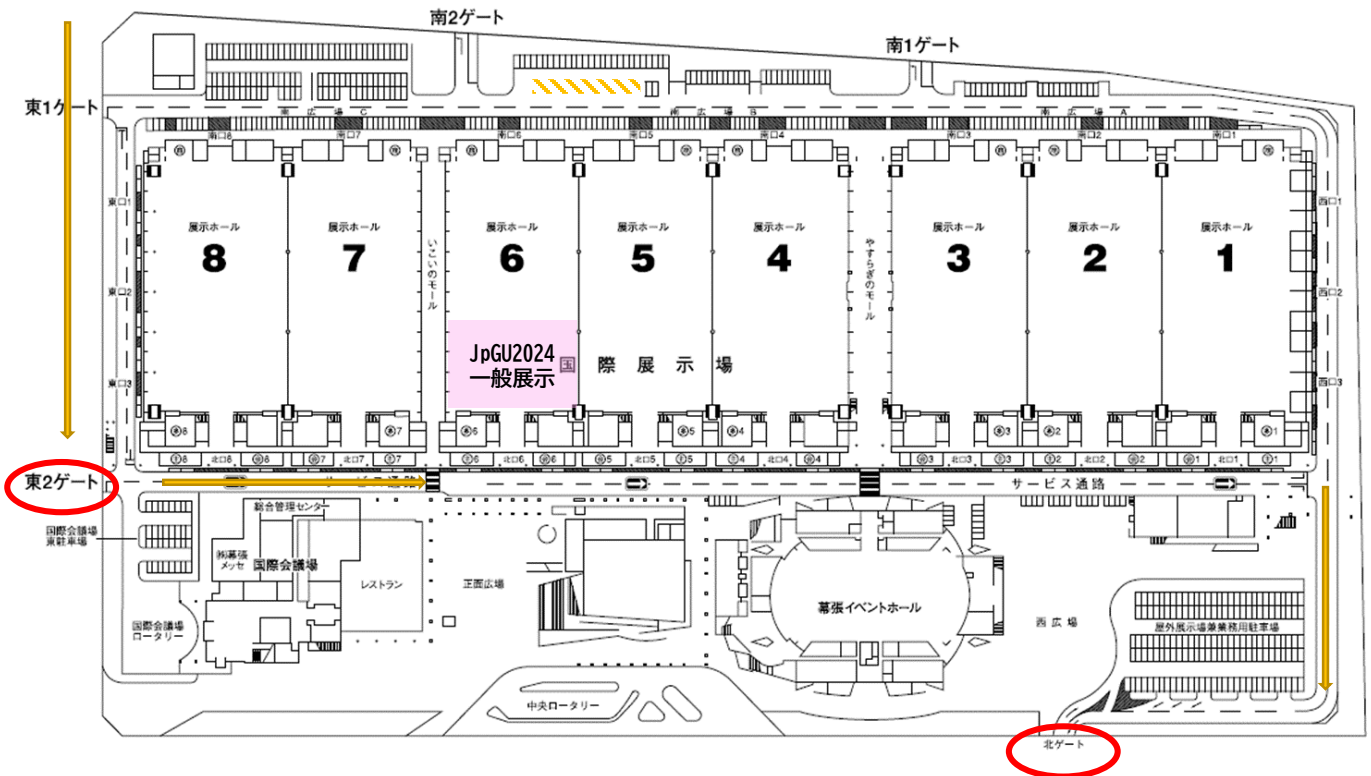 南2ゲート
南1ゲート
東1ゲート
南広場C
南広場B
南広場A
南口8
南口7
南口6
南口5
南口4
南口3
南口2
南口1
東口1
東口2
東口3
西口1
西口2
西口3
展示ホール
8
展示ホール
7
いこいのモール
展示ホール
6
展示ホール
5
展示ホール
4
やすらぎのモール
展示ホール
3
展示ホール
2
展示ホール
1
JpGU2024
一般展示
国際展示場
北口8
北口7
北口6
北口5
北口4
北口3
北口2
北口1
東2ゲート
サービス通路
サービス通路
国際会議場
東駐車場
総合管理センター
㈱幕張
メッセ
国際会議場
レストラン
正面広場
国際会議場
ロータリー
幕張イベントホール
西広場
屋外展示場兼業務用駐車場
中央ロータリー
北ゲート